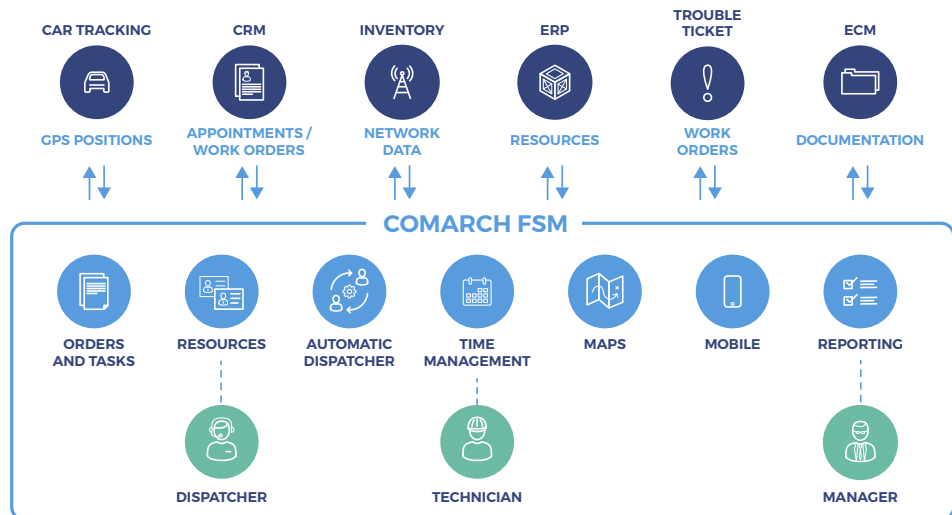 CAR TRACKING
CRM
INVENTORY
ERP
TROUBLE
TICKET
ECM
GPS POSITIONS
APPOINTMENTS /
WORK ORDERS
NETWORK
DATA
RESOURCES
WORK
ORDERS
DOCUMENTATION
COMARCH FSM
ORDERS
AND TASKS
RESOURCES
AUTOMATIC
DISPATCHER
TIME
MANAGEMENT
MAPS
MOBILE
REPORTING
DISPATCHER
TECHNICIAN
MANAGER